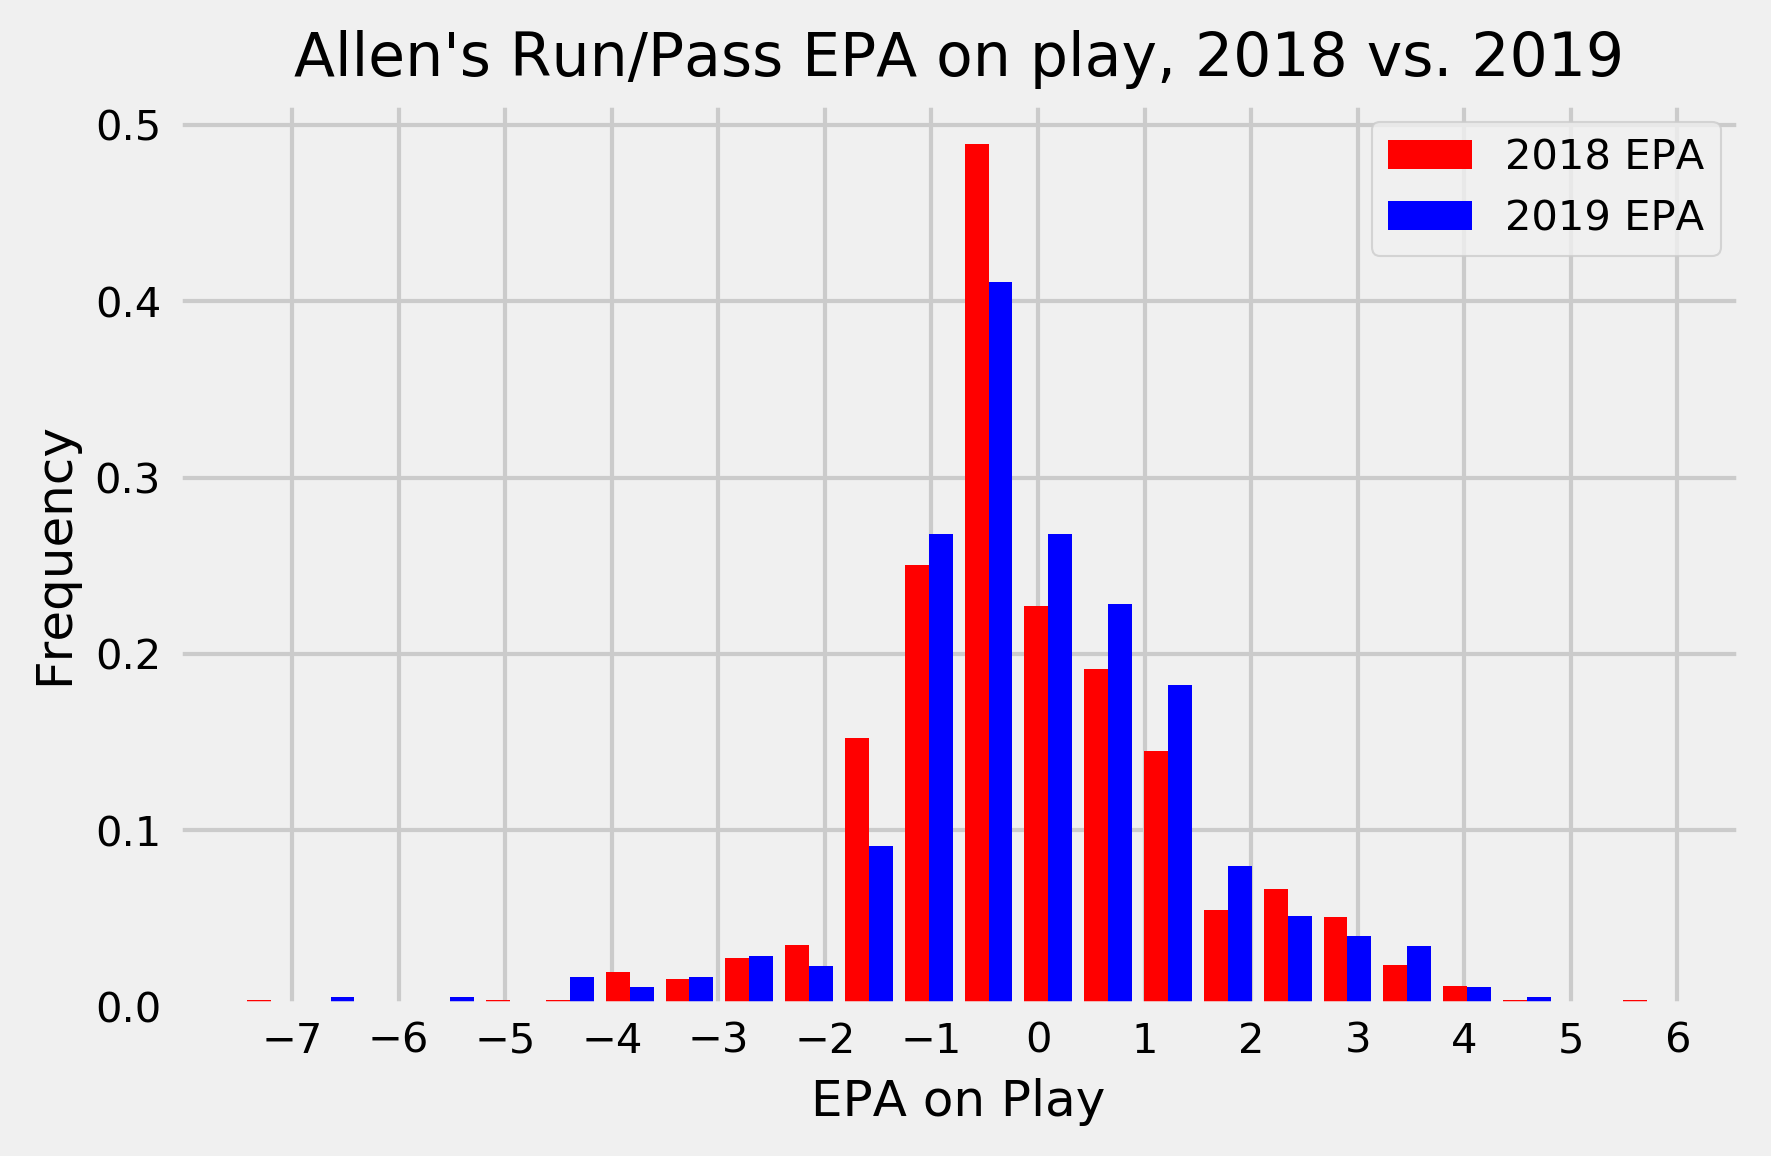 Allen's Run/Pass EPA on play, 2018 vs. 2019
0.5
0.4
0.3
0.2
0.1
0.0
Frequency
2018 EPA
2019 EPA
−7 −6 −5 −4 −3 −2 −1 0 1 2 3 4 5 6
EPA on Play